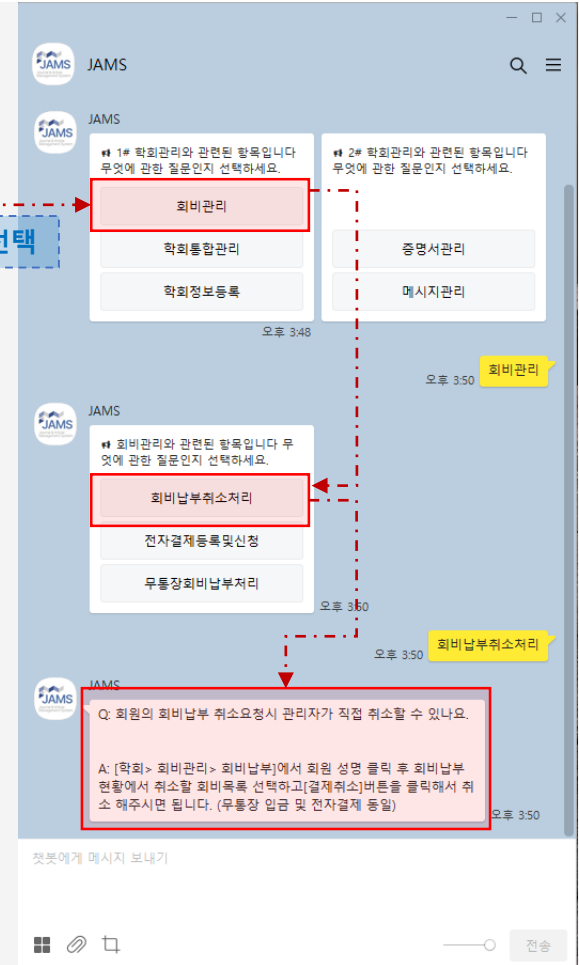 JAMS
JAMS
JAMS
JAMS
1# 학회관리와 관련된 항목입니다
무엇에 관한 질문인지 선택하세요.
회비관리
학회통합관리
학회정보등록
2# 학회관리와 관련된 항목입니다
무엇에 관한 질문인지 선택하세요.
증명서관리
메시지관리
선택
오후 3:48
회비관리
오후 3:50
JAMS
JAMS
회비관리와 관련된 항목입니다 무
엇에 관한 질문인지 선택하세요.
회비납부취소처리
전자결제등록및신청
무통장회비납부처리
오후 3:50
회비납부취소처리
오후 3:50
JAMS
JAMS
Q: 회원의 회비납부 취소요청시 관리자가 직접 취소할 수 있나요.
A: [학회> 회비관리> 회비납부]에서 회원 성명 클릭 후 회비납부
현황에서 취소할 회비목록 선택하고[결제취소]버튼을 클릭해서 취
소 해주시면 됩니다. (무통장 입금 및 전자결제 동일)
오후 3:50
챗봇에게 메시지 보내기
전송